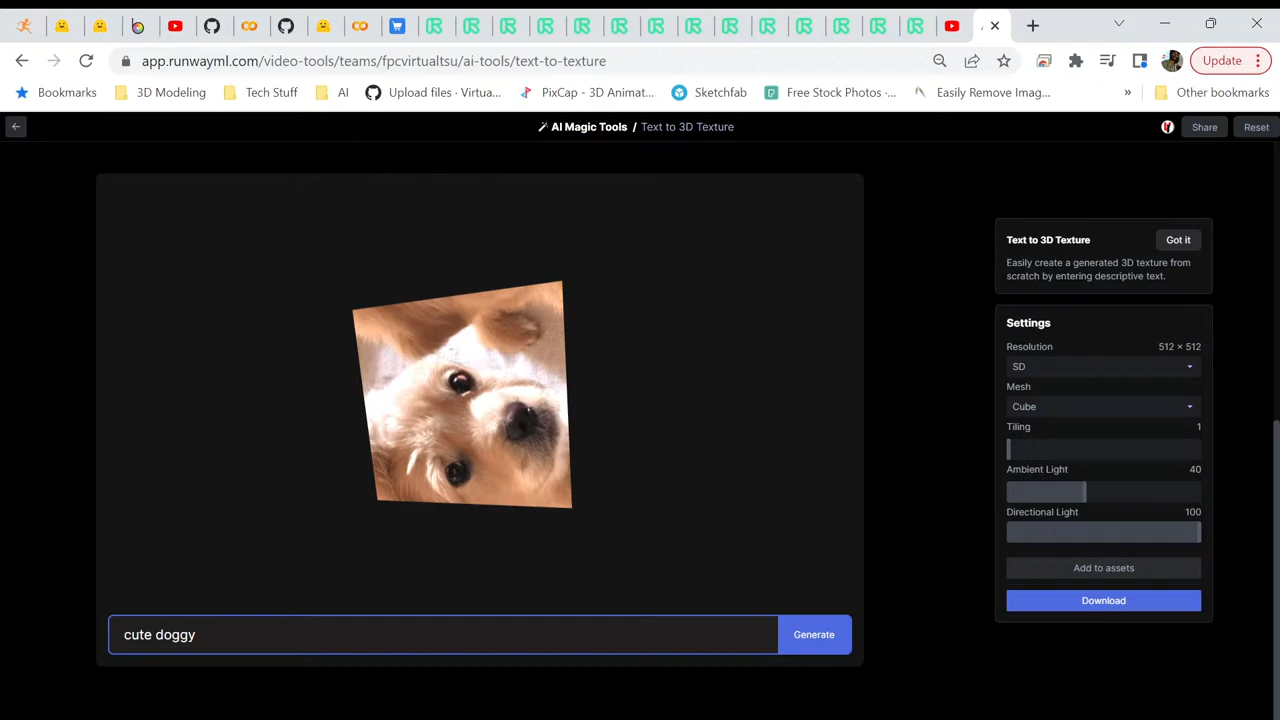 app.runwayml.com/video-tools/teams/fpcvirtualtsu/ai-tools/text-to-texture
Update
Bookmarks
3D Modeling
Tech Stuff
AI
Upload files · Virtua...
PixCap - 3D Animat...
Sketchfab
Free Stock Photos ·...
Easily Remove Imag...
»
Other bookmarks
AI Magic Tools / Text to 3D Texture
Share
Reset
Text to 3D Texture
Got it
Easily create a generated 3D texture from
scratch by entering descriptive text.
Settings
Resolution 512 × 512
SD
Mesh
Cube
Tiling 1
Ambient Light 40
Directional Light 100
Add to assets
Download
cute doggy
Generate